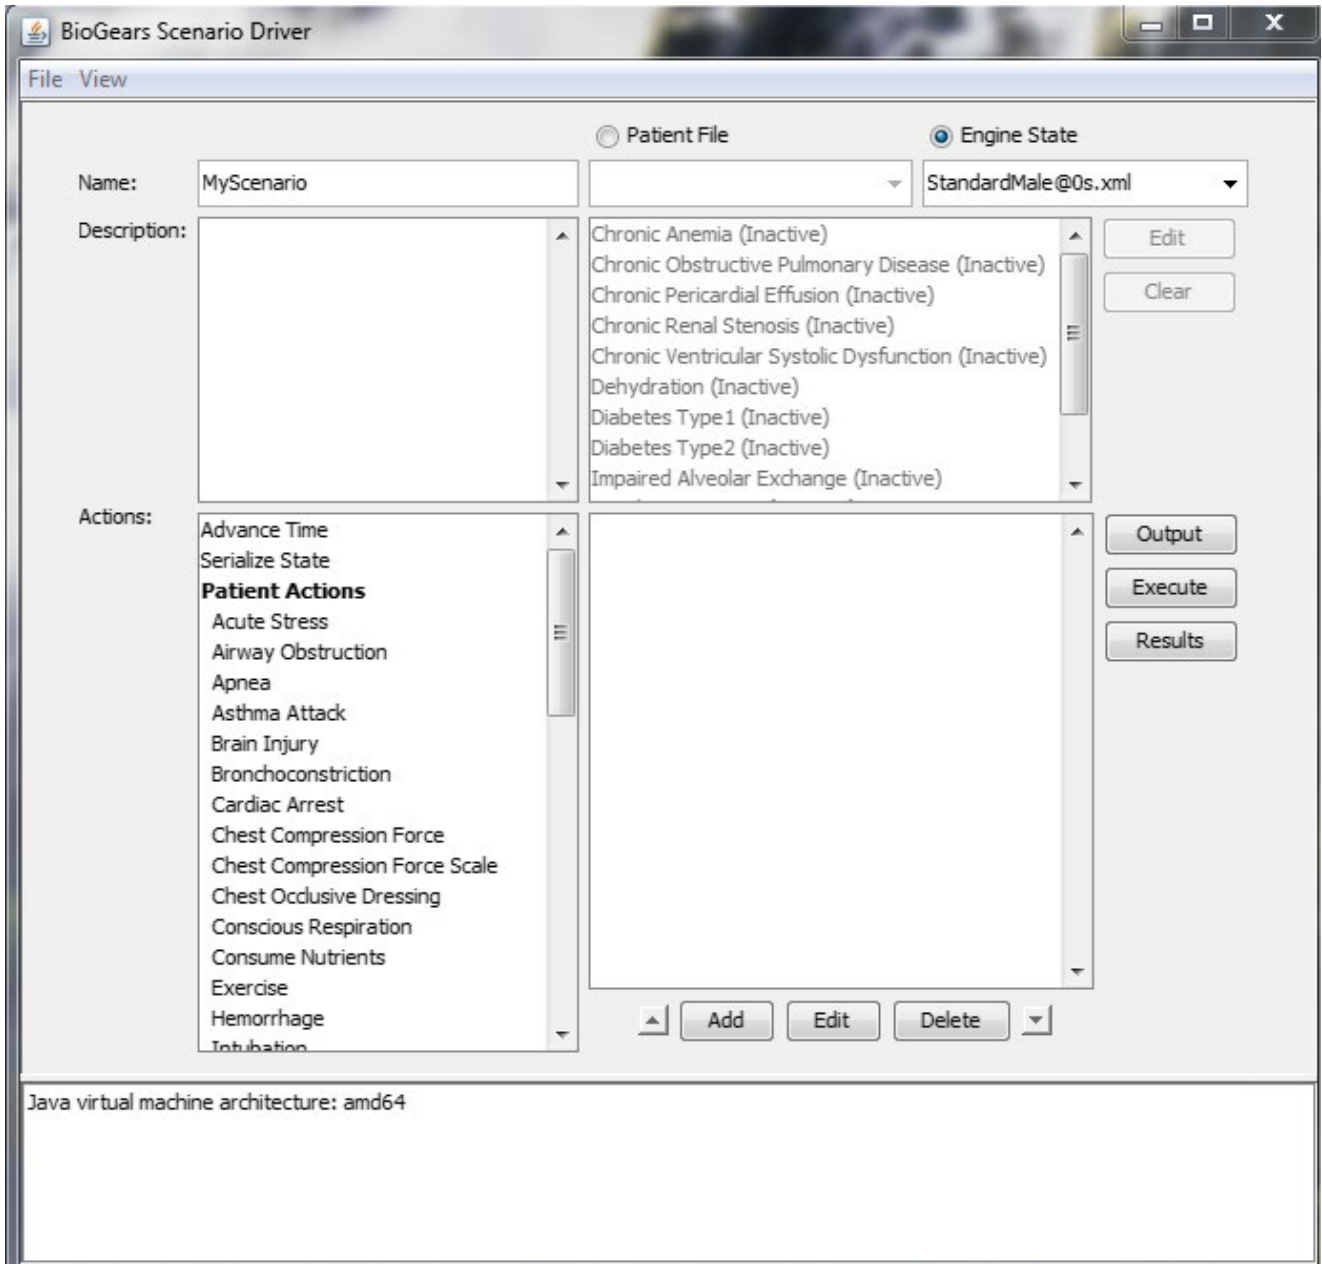 BioGears Scenario Driver
File View
Patient File
Engine State
Name:
MyScenario
StandardMale@0s.xml
Description:
Chronic Anemia (Inactive)
Chronic Obstructive Pulmonary Disease (Inactive)
Chronic Pericardial Effusion (Inactive)
Chronic Renal Stenosis (Inactive)
Chronic Ventricular Systolic Dysfunction (Inactive)
Dehydration (Inactive)
Diabetes Type1 (Inactive)
Diabetes Type2 (Inactive)
Impaired Alveolar Exchange (Inactive)
Edit
Clear
Actions:
Advance Time
Serialize State
Patient Actions
Acute Stress
Airway Obstruction
Apnea
Asthma Attack
Brain Injury
Bronchoconstriction
Cardiac Arrest
Chest Compression Force
Chest Compression Force Scale
Chest Occlusive Dressing
Conscious Respiration
Consume Nutrients
Exercise
Hemorrhage
Intubation
Output
Execute
Results
Add
Edit
Delete
Java virtual machine architecture: amd64